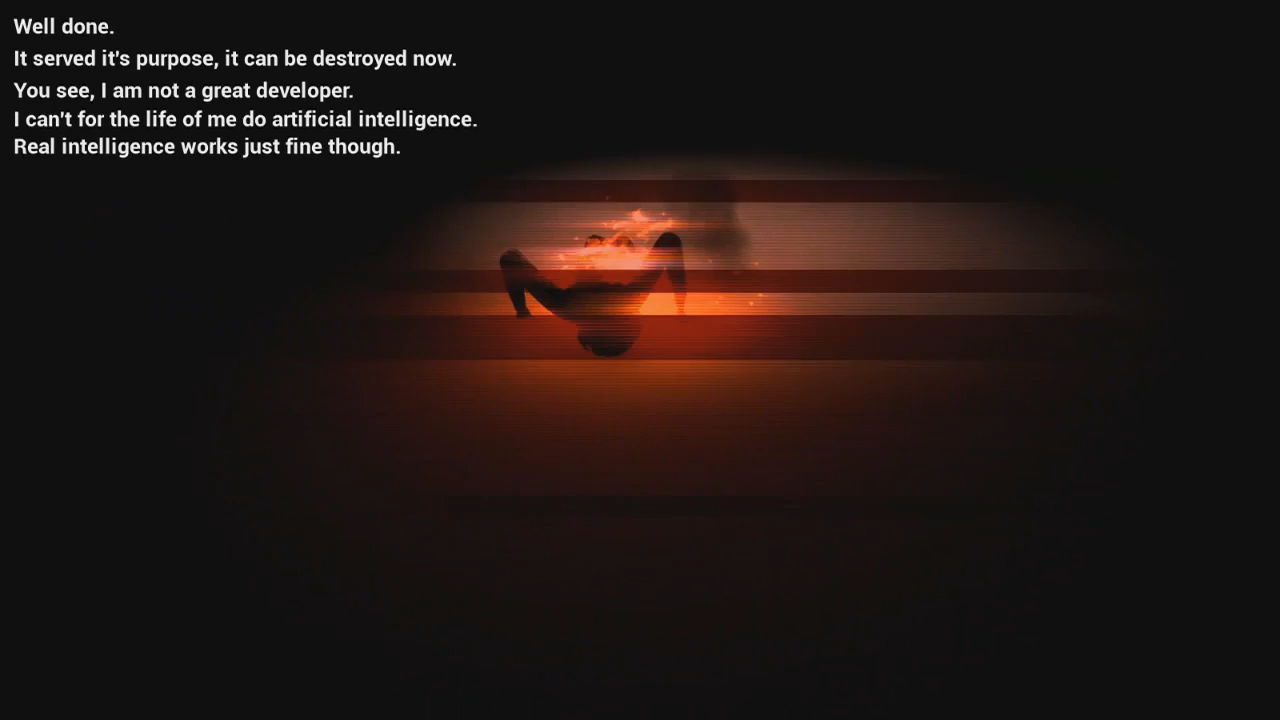 Well done.
It served it's purpose, it can be destroyed now.
You see, I am not a great developer.
I can't for the life of me do artificial intelligence.
Real intelligence works just fine though.